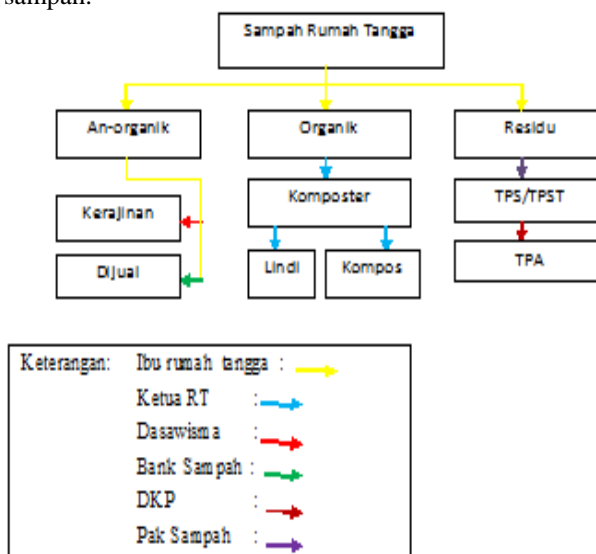 sampah.
Sampah Rumah Tangga
An-organik
Organik
Residu
Kerajinan
Komposter
TPS/TPST
Dijual
Lindi
Kompos
TPA
Keterangan: Ibu rumah tangga :
Ketua RT :
Dasawisma :
Bank Sampah :
DKP :
Pak Sampah :